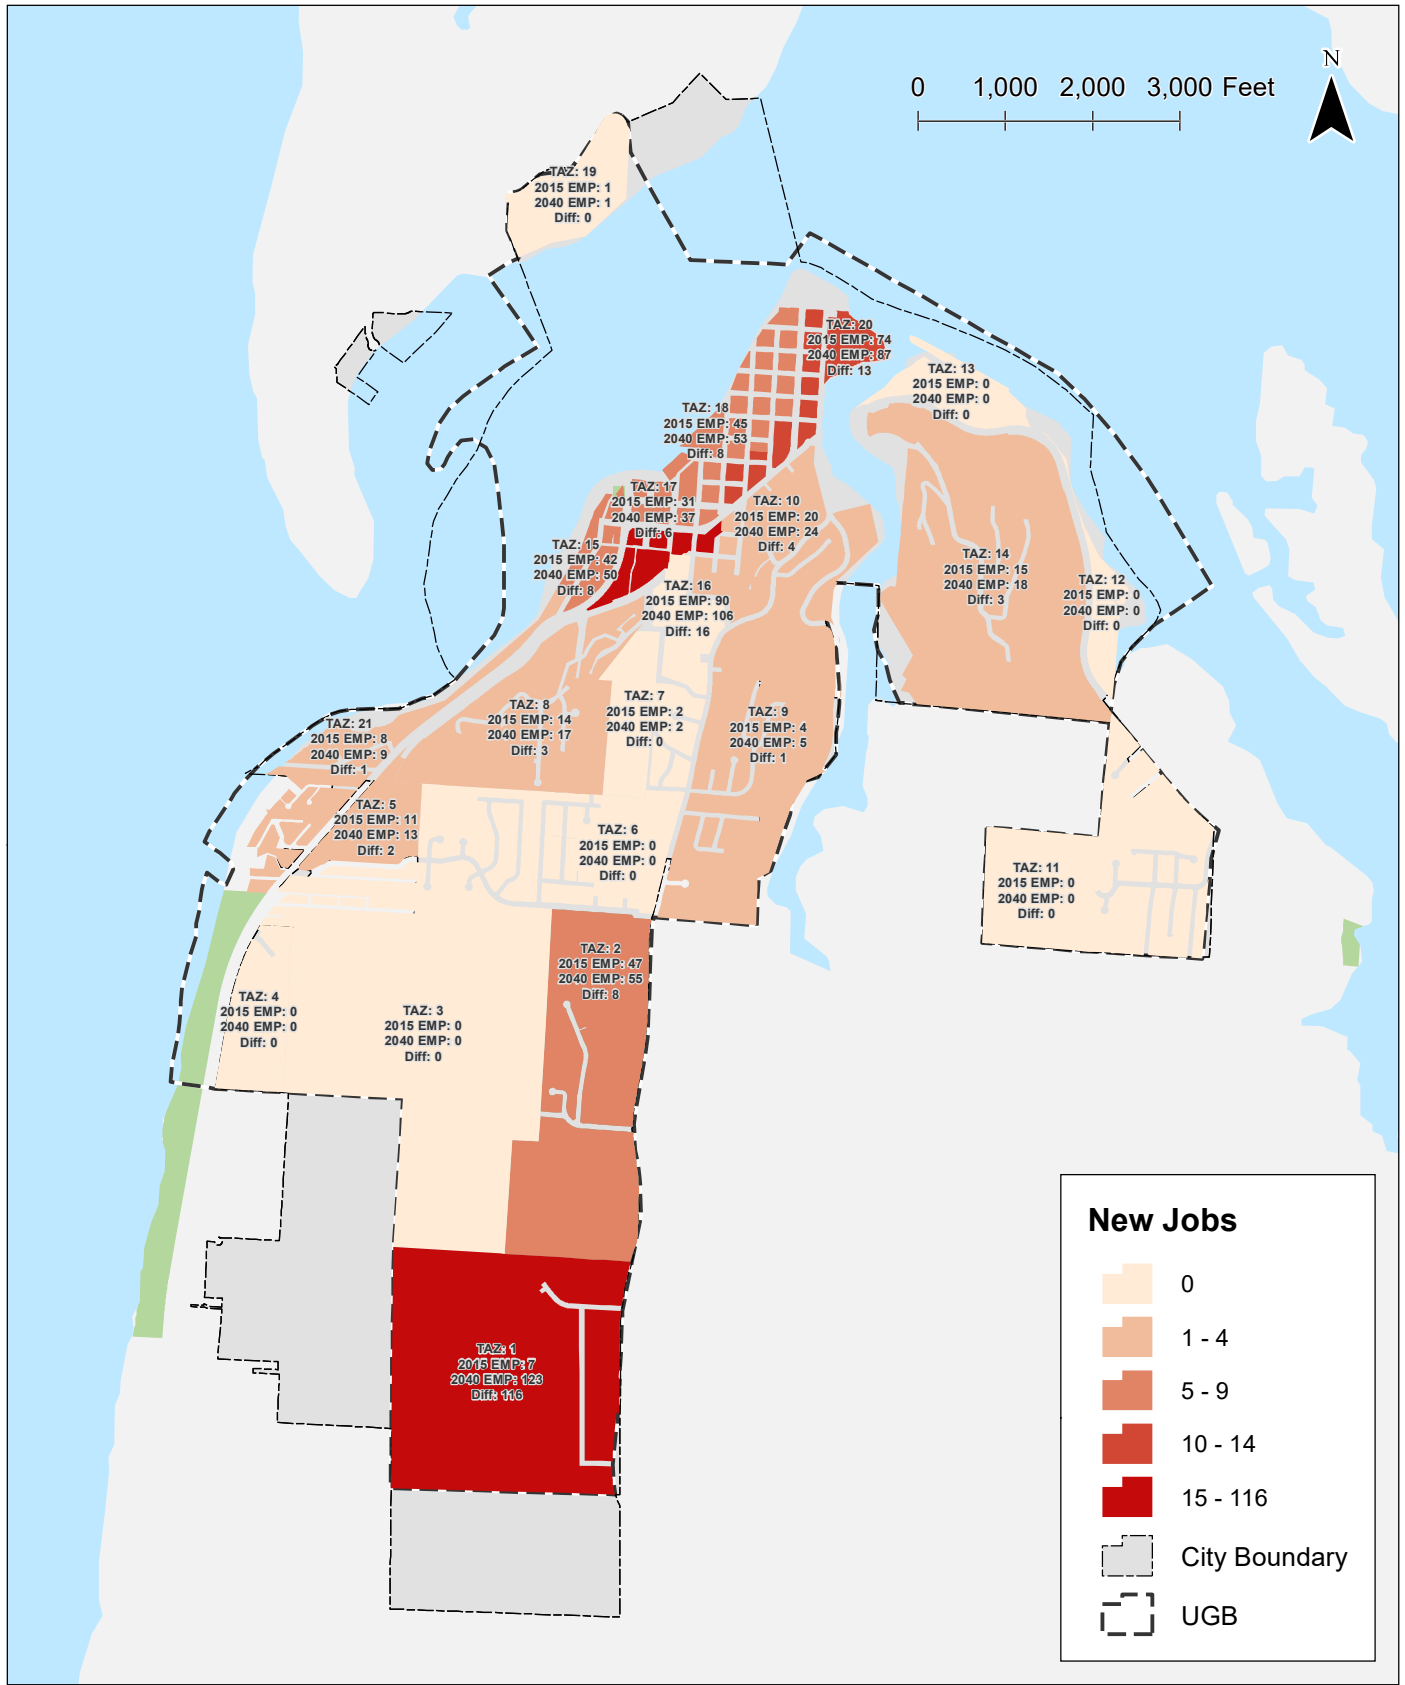 N
0 1,000 2,000 3,000 Feet
TAZ: 19
2015 EMP: 1
2040 EMP: 1
Diff: 0
TAZ: 20
2015 EMP: 74
2040 EMP: 87
Diff: 13
TAZ: 13
2015 EMP: 0
2040 EMP: 0
Diff: 0
TAZ: 18
2015 EMP: 45
2040 EMP: 53
Diff: 8
TAZ: 17
2015 EMP: 31
2040 EMP: 37
Diff: 6
TAZ: 10
2015 EMP: 20
2040 EMP: 24
Diff: 4
TAZ: 15
2015 EMP: 42
2040 EMP: 50
Diff: 8
TAZ: 14
2015 EMP: 15
2040 EMP: 18
Diff: 3
TAZ: 12
2015 EMP: 0
2040 EMP: 0
Diff: 0
TAZ: 16
2015 EMP: 90
2040 EMP: 106
Diff: 16
TAZ: 7
2015 EMP: 2
2040 EMP: 2
Diff: 0
TAZ: 8
2015 EMP: 14
2040 EMP: 17
Diff: 3
TAZ: 9
2015 EMP: 4
2040 EMP: 5
Diff: 1
TAZ: 21
2015 EMP: 8
2040 EMP: 9
Diff: 1
TAZ: 5
2015 EMP: 11
2040 EMP: 13
Diff: 2
TAZ: 6
2015 EMP: 0
2040 EMP: 0
Diff: 0
TAZ: 11
2015 EMP: 0
2040 EMP: 0
Diff: 0
TAZ: 2
2015 EMP: 47
2040 EMP: 55
Diff: 8
TAZ: 4
2015 EMP: 0
2040 EMP: 0
Diff: 0
TAZ: 3
2015 EMP: 0
2040 EMP: 0
Diff: 0
TAZ: 1
2015 EMP: 7
2040 EMP: 123
Diff: 116
New Jobs
0
1 - 4
5 - 9
10 - 14
15 - 116
City Boundary
UGB